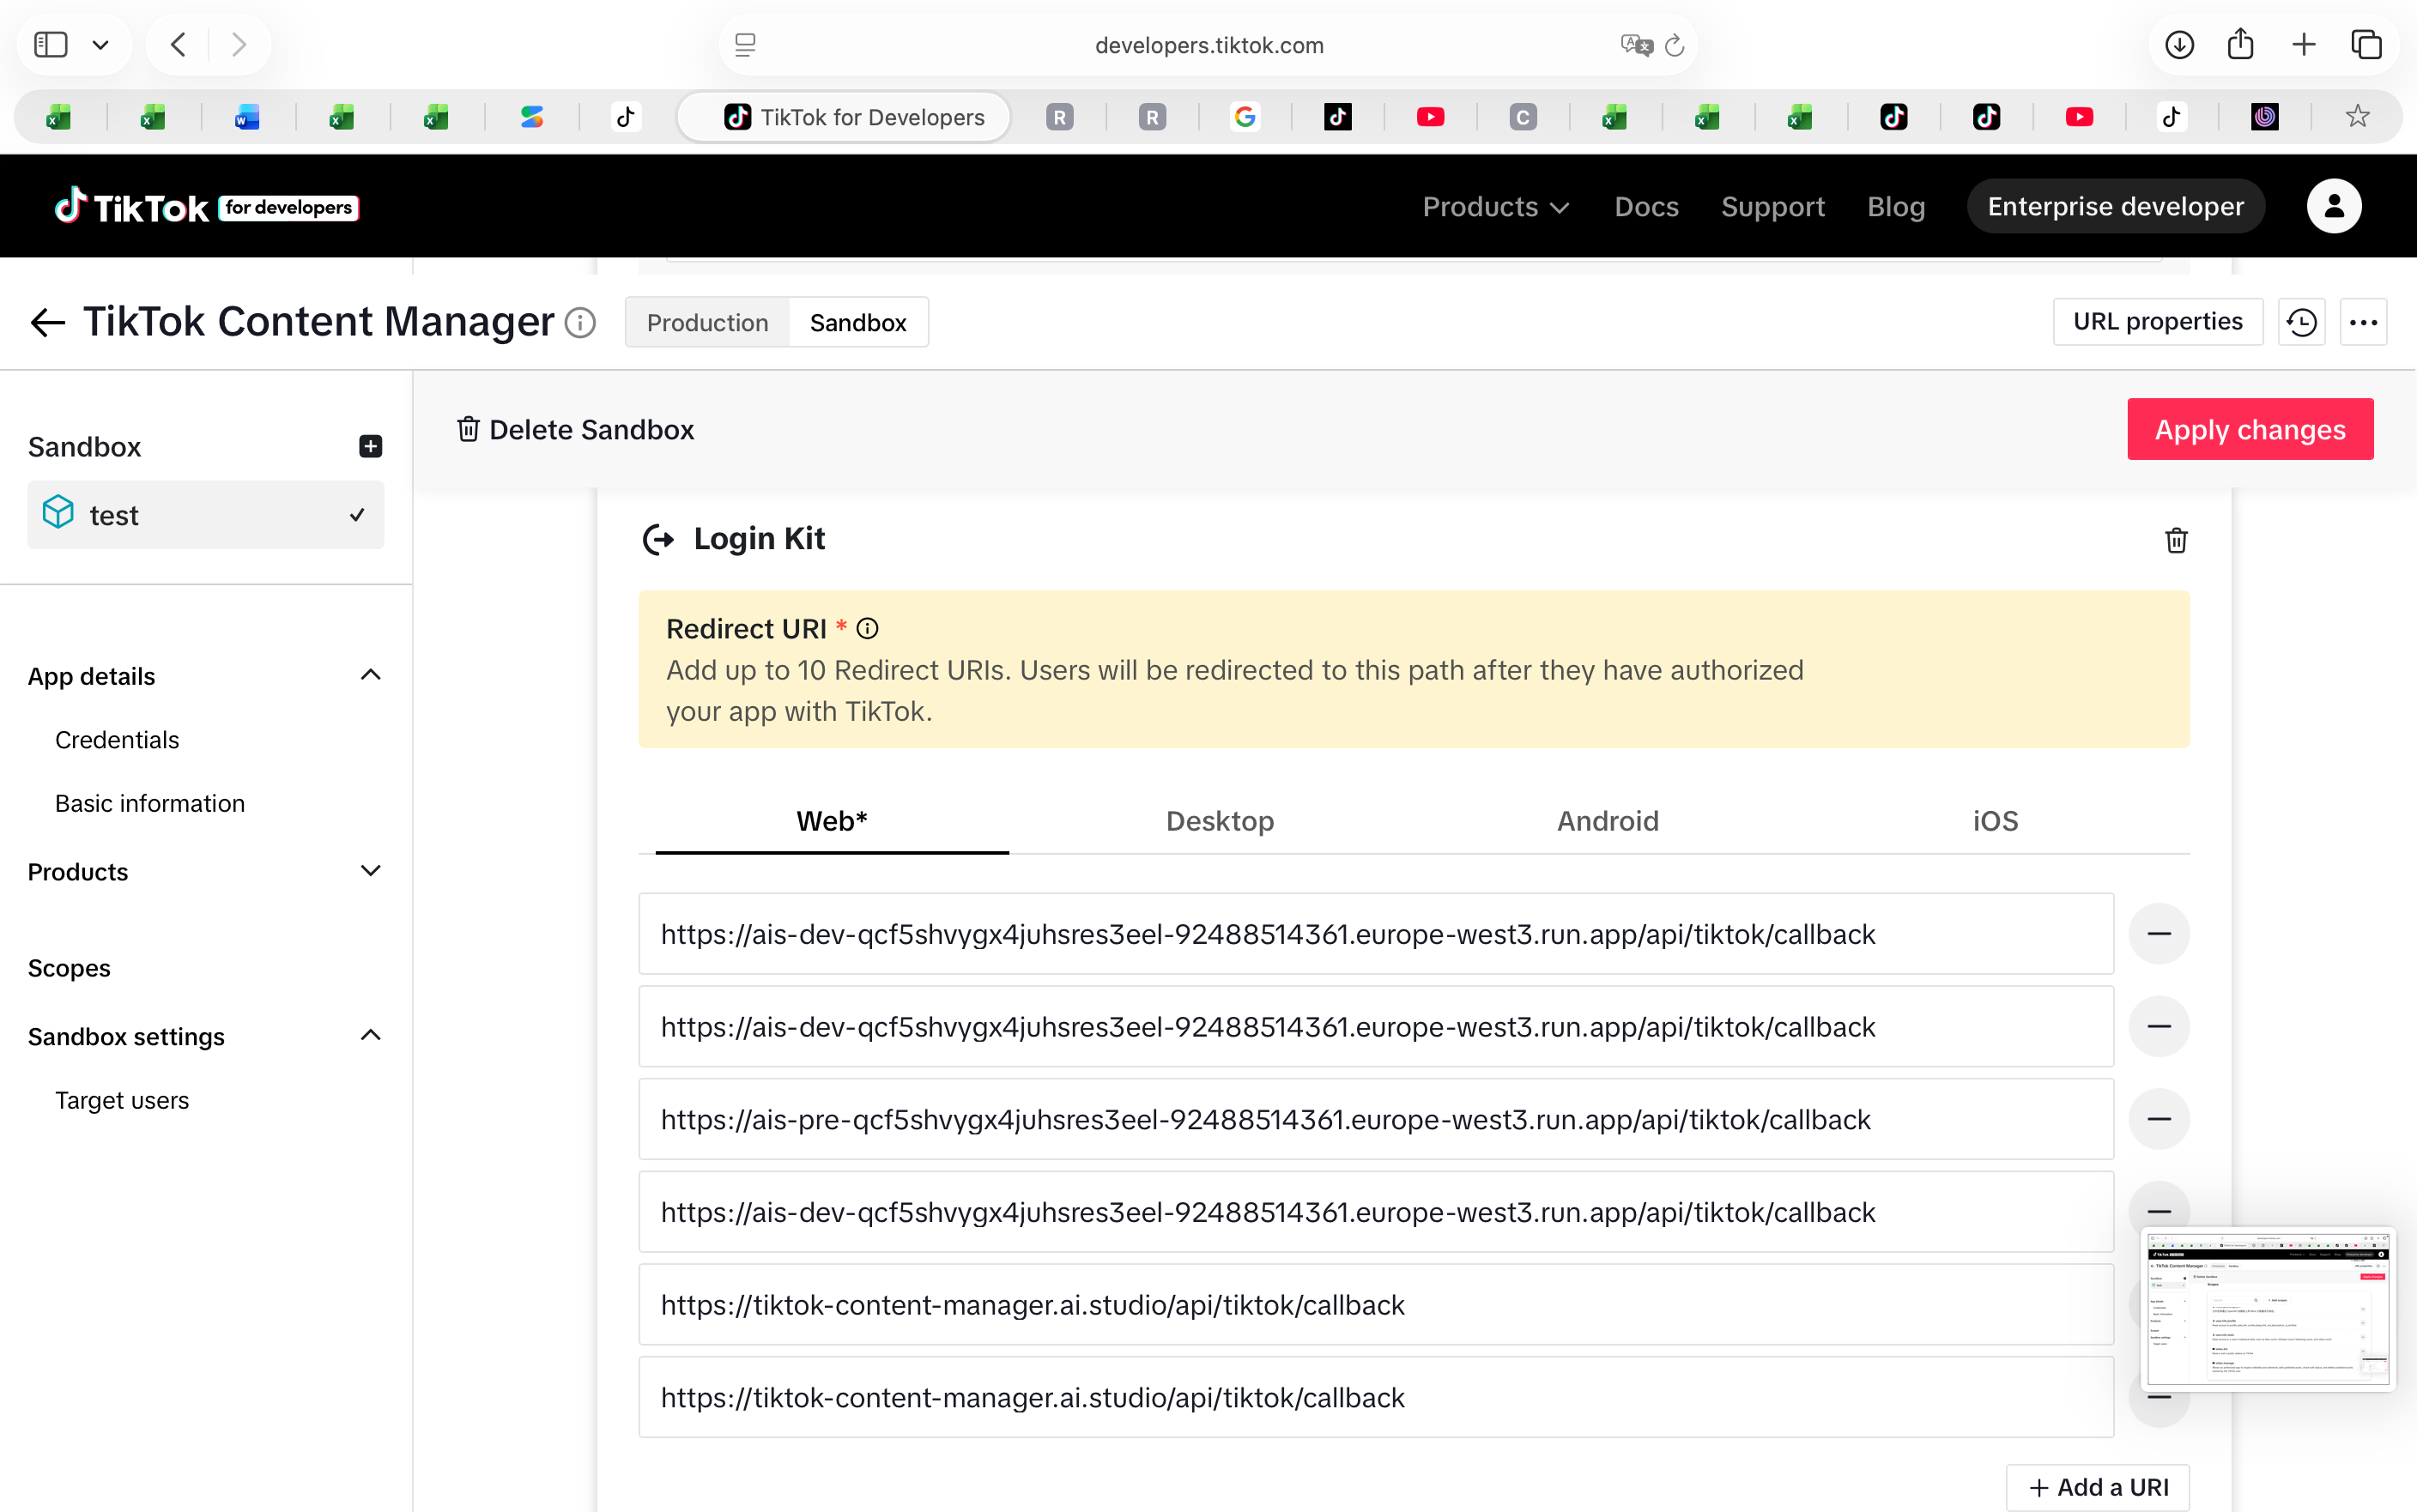 developers.tiktok.com
TikTok for Developers
TikTok for developers
Products
Docs
Support
Blog
Enterprise developer
TikTok Content Manager
Production
Sandbox
URL properties
Sandbox
test
App details
Credentials
Basic information
Products
Scopes
Sandbox settings
Target users
Delete Sandbox
Apply changes
Login Kit
Redirect URI *
Add up to 10 Redirect URIs. Users will be redirected to this path after they have authorized
your app with TikTok.
Web*
Desktop
Android
iOS
https://ais-dev-qcf5shvygx4juhsres3eel-92488514361.europe-west3.run.app/api/tiktok/callback
https://ais-dev-qcf5shvygx4juhsres3eel-92488514361.europe-west3.run.app/api/tiktok/callback
https://ais-pre-qcf5shvygx4juhsres3eel-92488514361.europe-west3.run.app/api/tiktok/callback
https://ais-dev-qcf5shvygx4juhsres3eel-92488514361.europe-west3.run.app/api/tiktok/callback
https://tiktok-content-manager.ai.studio/api/tiktok/callback
https://tiktok-content-manager.ai.studio/api/tiktok/callback
+ Add a URI